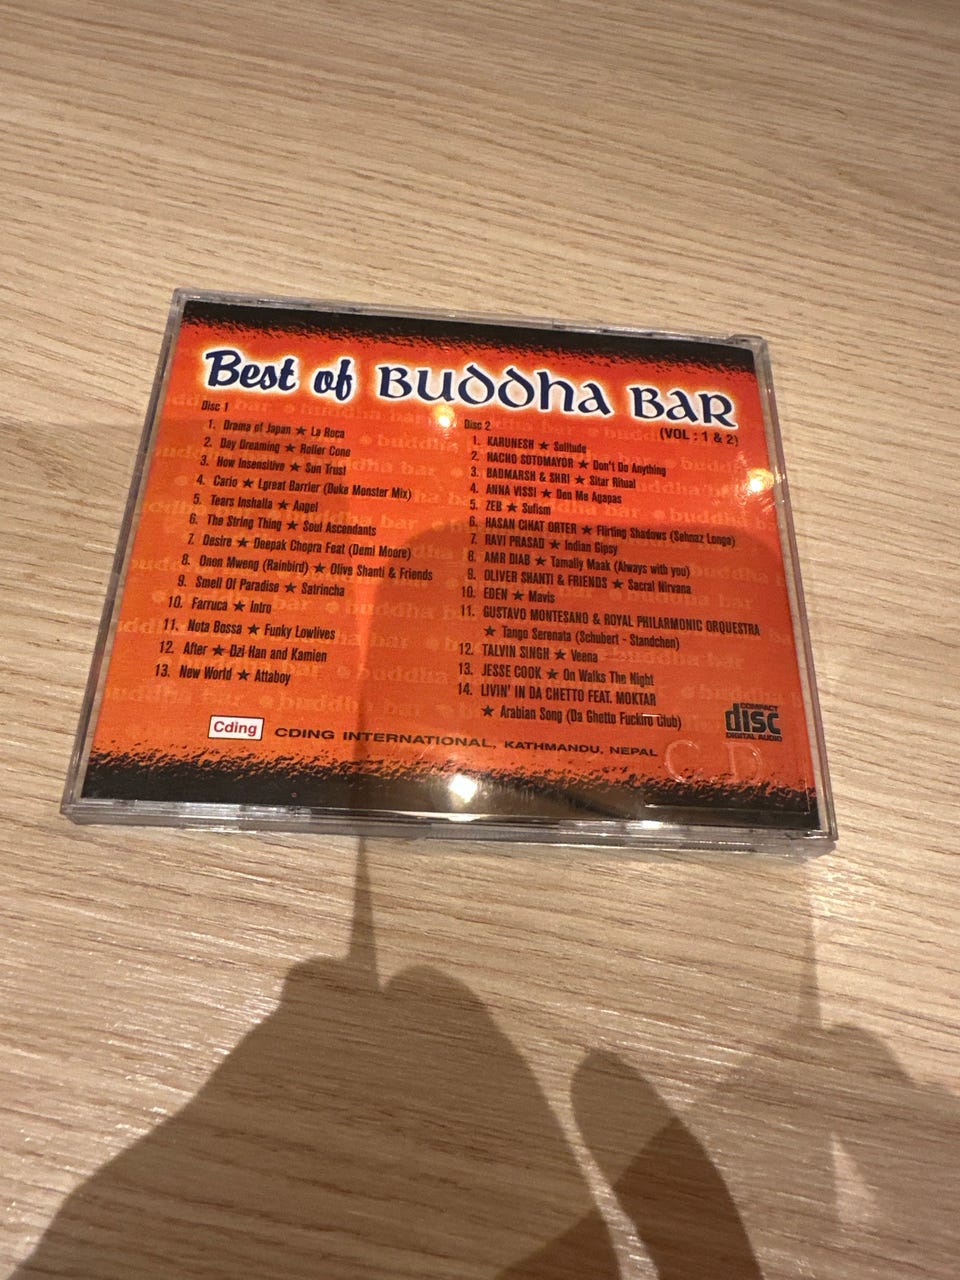 Best of BUDDHA BAR
(VOL : 1 & 2)
Disc 1
1. Drama of Japan ★ La Roca
2. Day Dreaming ★ Roller Cone
3. How Insensitive ★ Sun Trust
4. Cario ★ Lgreat Barrier (Duke Monster Mix)
5. Tears Inshalla ★ Angel
6. The String Thing ★ Soul Ascendants
7. Desire ★ Deepak Chopra Feat (Demi Moore)
8. Onon Mweng (Rainbird) ★ Olive Shanti & Friends
9. Smell Of Paradise ★ Satrincha
10. Farruca ★ Intro
11. Nota Bossa ★ Funky Lowlives
12. After ★ Dzi Han and Kamien
13. New World ★ Attaboy
Disc 2
1. KARUNESH ★ Solitude
2. NACHO SOTOMAYOR ★ Don't Do Anything
3. BADMARSH & SHRI ★ Sitar Ritual
4. ANNA VISSI ★ Den Me Agapas
5. ZEB ★ Sufism
6. HASAN CIHAT ORTER ★ Flirting Shadows (Sehnaz Longa)
7. RAVI PRASAD ★ Indian Gipsy
8. AMR DIAB ★ Tamally Maak (Always with you)
9. OLIVER SHANTI & FRIENDS ★ Sacral Nirvana
10. EDEN ★ Mavis
11. GUSTAVO MONTESANO & ROYAL PHILARMONIC ORQUESTRA
★ Tango Serenata (Schubert - Standchen)
12. TALVIN SINGH ★ Veena
13. JESSE COOK ★ On Walks The Night
14. LIVIN' IN DA GHETTO FEAT. MOKTAR
★ Arabian Song (Da Ghetto Fuckiro Club)
Cding CDING INTERNATIONAL, KATHMANDU, NEPAL
COMPACT
disc
DIGITAL AUDIO
CD